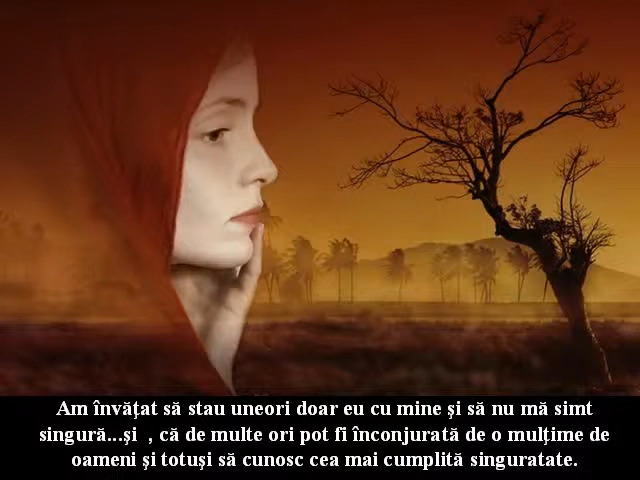 Am învăţat să stau uneori doar eu cu mine şi să nu mă simt
singură...şi  , că de multe ori pot fi înconjurată de o mulţime de
oameni şi totuşi să cunosc cea mai cumplită singuratate.